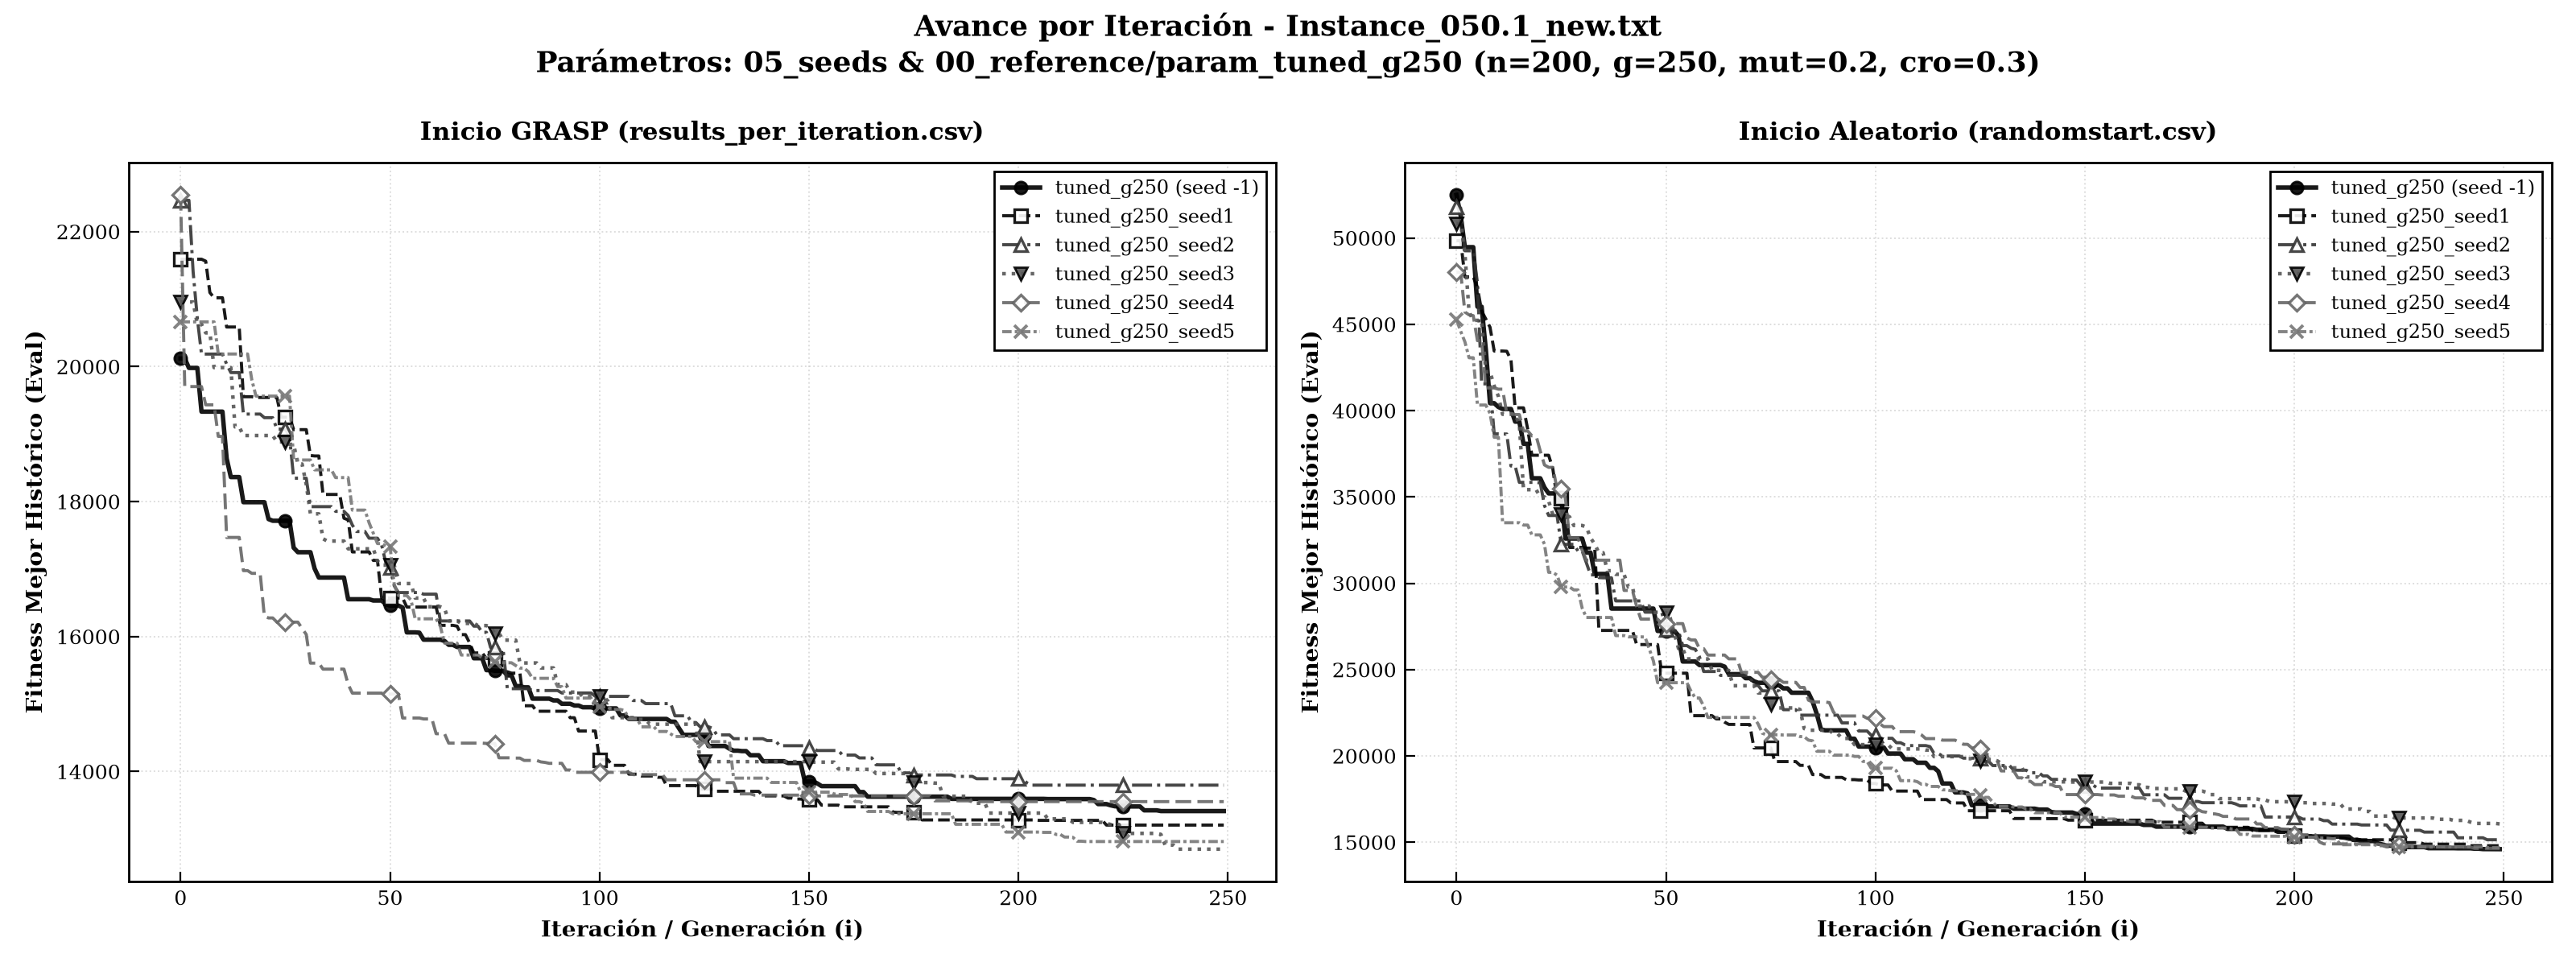 Avance por Iteración - Instance_050.1_new.txt
Parámetros: 05_seeds & 00_reference/param_tuned_g250 (n=200, g=250, mut=0.2, cro=0.3)
Inicio GRASP (results_per_iteration.csv)
Fitness Mejor Histórico (Eval)
22000
20000
18000
16000
14000
0
50
100
150
200
250
Iteración / Generación (i)
tuned_g250 (seed -1)
tuned_g250_seed1
tuned_g250_seed2
tuned_g250_seed3
tuned_g250_seed4
tuned_g250_seed5
Inicio Aleatorio (randomstart.csv)
Fitness Mejor Histórico (Eval)
50000
45000
40000
35000
30000
25000
20000
15000
0
50
100
150
200
250
Iteración / Generación (i)
tuned_g250 (seed -1)
tuned_g250_seed1
tuned_g250_seed2
tuned_g250_seed3
tuned_g250_seed4
tuned_g250_seed5